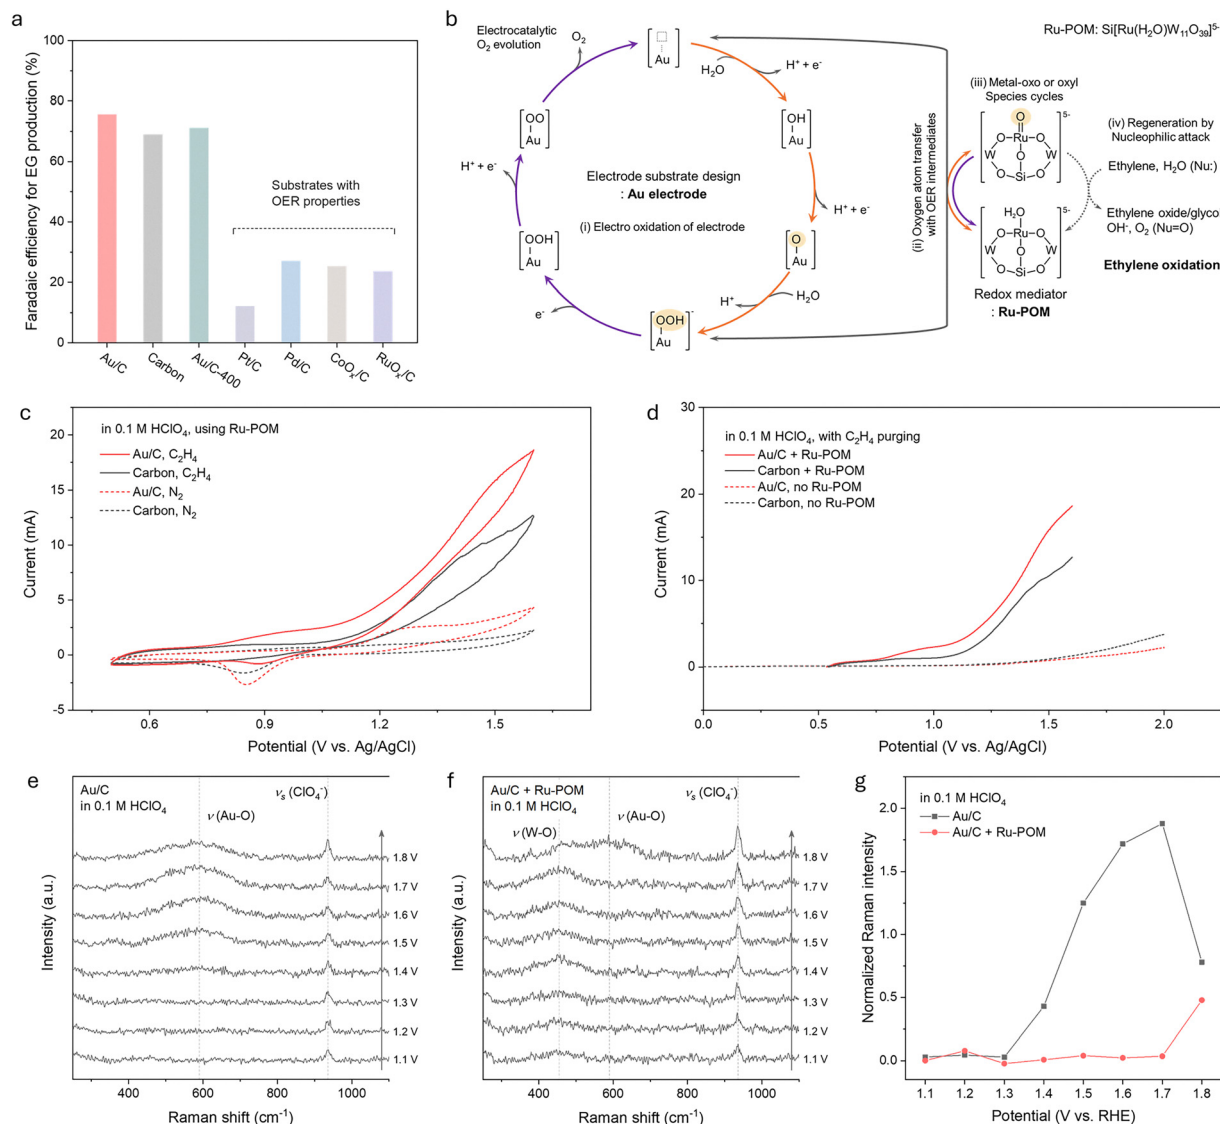 a
Faradaic efficiency for EG production (%)
100
80
60
40
20
0
Substrates with
OER properties
Au/C
Carbon
Au/C-400
Pt/C
Pd/C
CoOₓ/C
RuOₓ/C
b
Electrocatalytic
O₂ evolution
Ru-POM: Si[Ru(H₂O)W₁₁O₃₉]⁵⁻
O₂
Au
H₂O
H⁺ + e⁻
OH
Au
H⁺ + e⁻
O
Au
H₂O
H⁺
OOH
Au
-
e⁻
OOH
Au
H⁺ + e⁻
OO
Au
Electrode substrate design
: Au electrode
(i) Electro oxidation of electrode
(ii) Oxygen atom transfer
with OER intermediates
(iii) Metal-oxo or oxyl
Species cycles
5-
O
O Ru O
W O W
O Si O
(iv) Regeneration by
Nucleophilic attack
Ethylene, H₂O (Nu:)
Ethylene oxide/glyco
OH⁻, O₂ (Nu=O)
Ethylene oxidation
5-
H₂O
O Ru O
W O W
O Si O
Redox mediator
: Ru-POM
c
in 0.1 M HClO₄, using Ru-POM
Au/C, C₂H₄
Carbon, C₂H₄
Au/C, N₂
Carbon, N₂
Current (mA)
20
15
10
5
0
-5
0.6
0.9
1.2
1.5
Potential (V vs. Ag/AgCl)
d
in 0.1 M HClO₄, with C₂H₄ purging
Au/C + Ru-POM
Carbon + Ru-POM
Au/C, no Ru-POM
Carbon, no Ru-POM
Current (mA)
30
20
10
0
0.0
0.5
1.0
1.5
2.0
Potential (V vs. Ag/AgCl)
e
Au/C
in 0.1 M HClO₄
νₛ (ClO₄⁻)
ν (Au-O)
1.8 V
1.7 V
1.6 V
1.5 V
1.4 V
1.3 V
1.2 V
1.1 V
Intensity (a.u.)
400
600
800
1000
Raman shift (cm⁻¹)
f
Au/C + Ru-POM
in 0.1 M HClO₄
νₛ (ClO₄⁻)
ν (W-O)
ν (Au-O)
1.8 V
1.7 V
1.6 V
1.5 V
1.4 V
1.3 V
1.2 V
1.1 V
Intensity (a.u.)
400
600
800
1000
Raman shift (cm⁻¹)
g
in 0.1 M HClO₄
Au/C
Au/C + Ru-POM
Normalized Raman intensity
2.0
1.5
1.0
0.5
0.0
1.1
1.2
1.3
1.4
1.5
1.6
1.7
1.8
Potential (V vs. RHE)